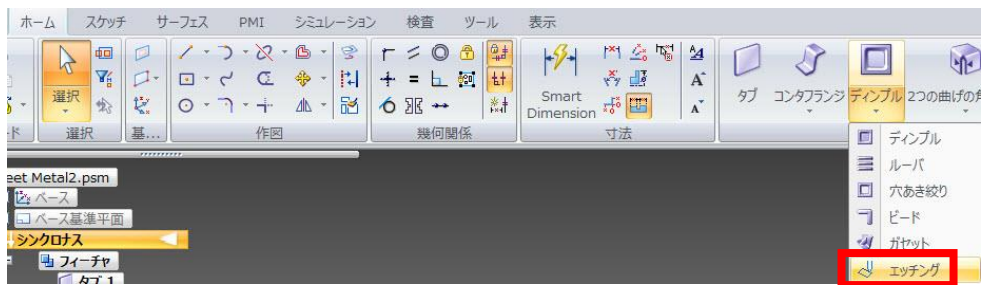 ホーム スケッチ サーフェス PMI シミュレーション 検査 ツール 表示
選択
Smart
Dimension
タブ コンタフランジ ディンプル 2つの曲げの角
選択 基... 作図 幾何関係 寸法
eet Metal2.psm
ベース
ベース基準平面
シンクロナス
フィーチャ
タブ 1
ディンプル
ルーバ
穴あき絞り
ビード
ガセット
エッチング